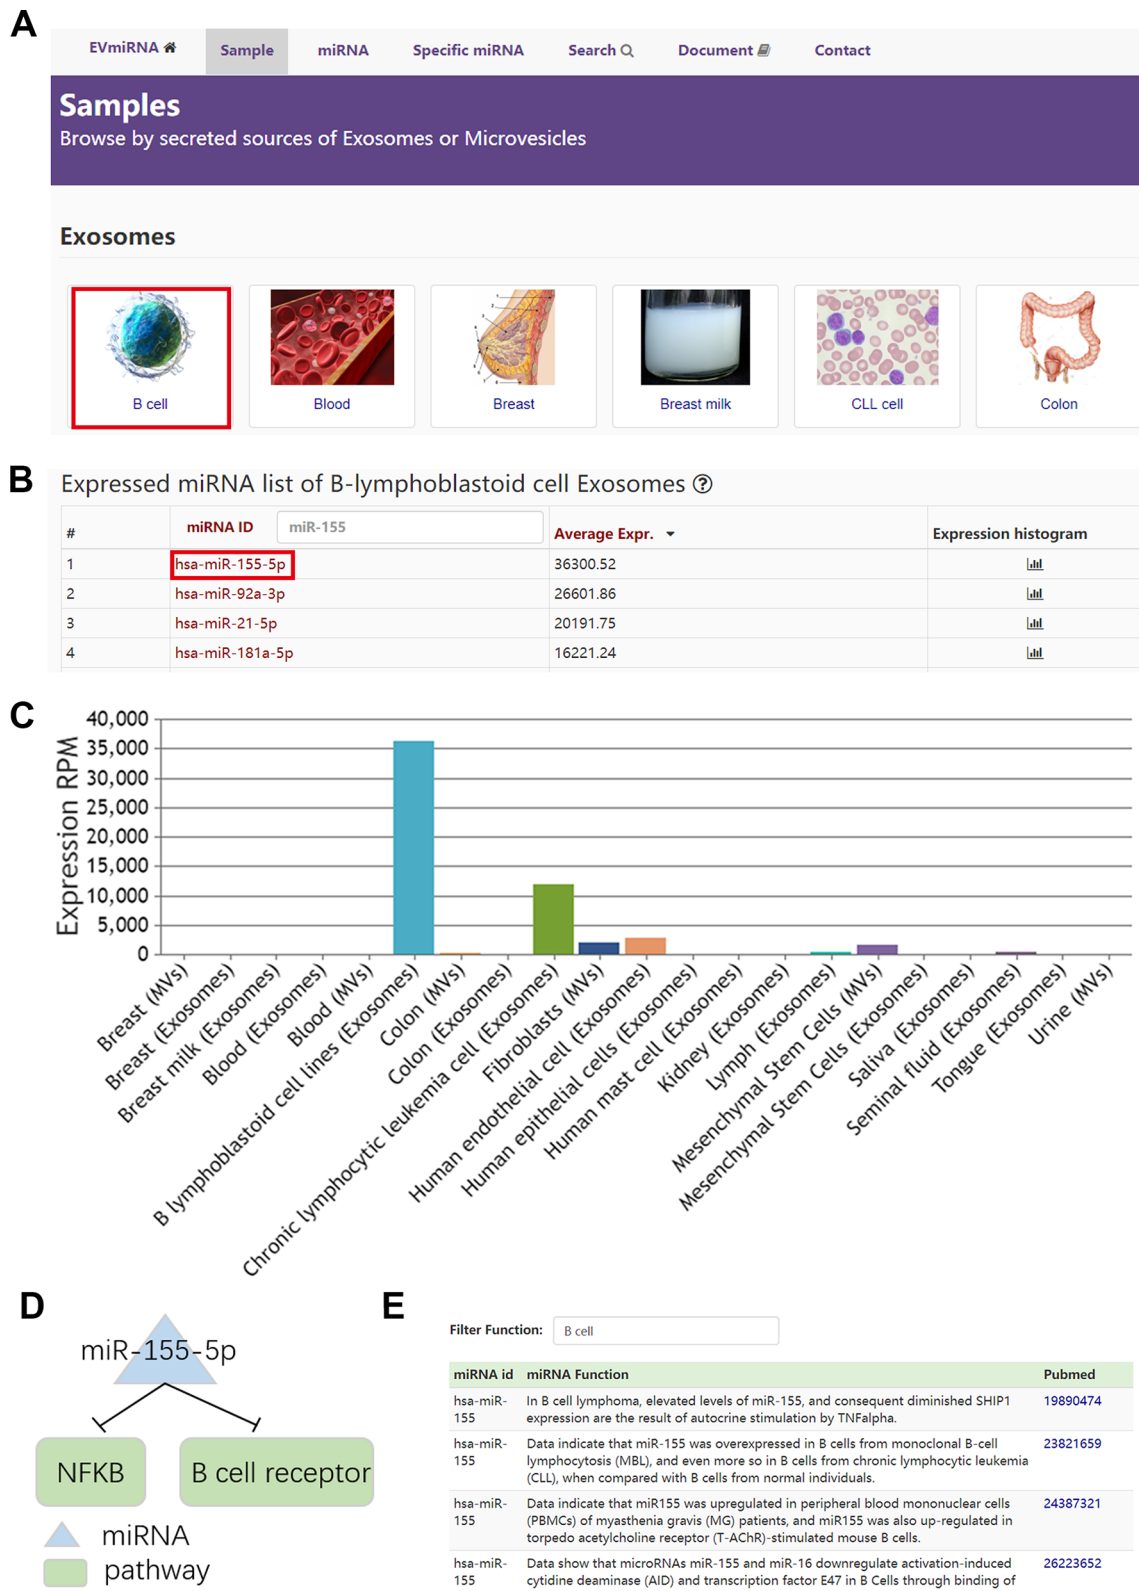 A
EVmiRNA Sample miRNA Specific miRNA Search Document Contact
Samples
Browse by secreted sources of Exosomes or Microvesicles
Exosomes
B cell Blood Breast Breast milk CLL cell Colon
B
Expressed miRNA list of B-lymphoblastoid cell Exosomes ?
# miRNA ID miR-155 Average Expr. Expression histogram
1 hsa-miR-155-5p 36300.52
2 hsa-miR-92a-3p 26601.86
3 hsa-miR-21-5p 20191.75
4 hsa-miR-181a-5p 16221.24
C
Expression RPM
40,000
35,000
30,000
25,000
20,000
15,000
10,000
5,000
0
Breast (MVs)
Breast (Exosomes)
Breast milk (Exosomes)
Blood (Exosomes)
Blood (MVs)
B lymphoblastoid cell lines (Exosomes)
Colon (MVs)
Colon (Exosomes)
Chronic lymphocytic leukemia cell (Exosomes)
Fibroblasts (MVs)
Human endothelial cell (Exosomes)
Human epithelial cells (Exosomes)
Human mast cell (Exosomes)
Kidney (Exosomes)
Lymph (Exosomes)
Mesenchymal Stem Cells (MVs)
Mesenchymal Stem Cells (Exosomes)
Saliva (Exosomes)
Seminal fluid (Exosomes)
Tongue (Exosomes)
Urine (MVs)
D
miR-155-5p
NFKB B cell receptor
miRNA
pathway
E
Filter Function: B cell
miRNA id miRNA Function Pubmed
hsa-miR- In B cell lymphoma, elevated levels of miR-155, and consequent diminished SHIP1 19890474
155 expression are the result of autocrine stimulation by TNFalpha.
hsa-miR- Data indicate that miR-155 was overexpressed in B cells from monoclonal B-cell 23821659
155 lymphocytosis (MBL), and even more so in B cells from chronic lymphocytic leukemia
(CLL), when compared with B cells from normal individuals.
hsa-miR- Data indicate that miR155 was upregulated in peripheral blood mononuclear cells 24387321
155 (PBMCs) of myasthenia gravis (MG) patients, and miR155 was also up-regulated in
torpedo acetylcholine receptor (T-AChR)-stimulated mouse B cells.
hsa-miR- Data show that microRNAs miR-155 and miR-16 downregulate activation-induced 26223652
155 cytidine deaminase (AID) and transcription factor E47 in B Cells through binding of